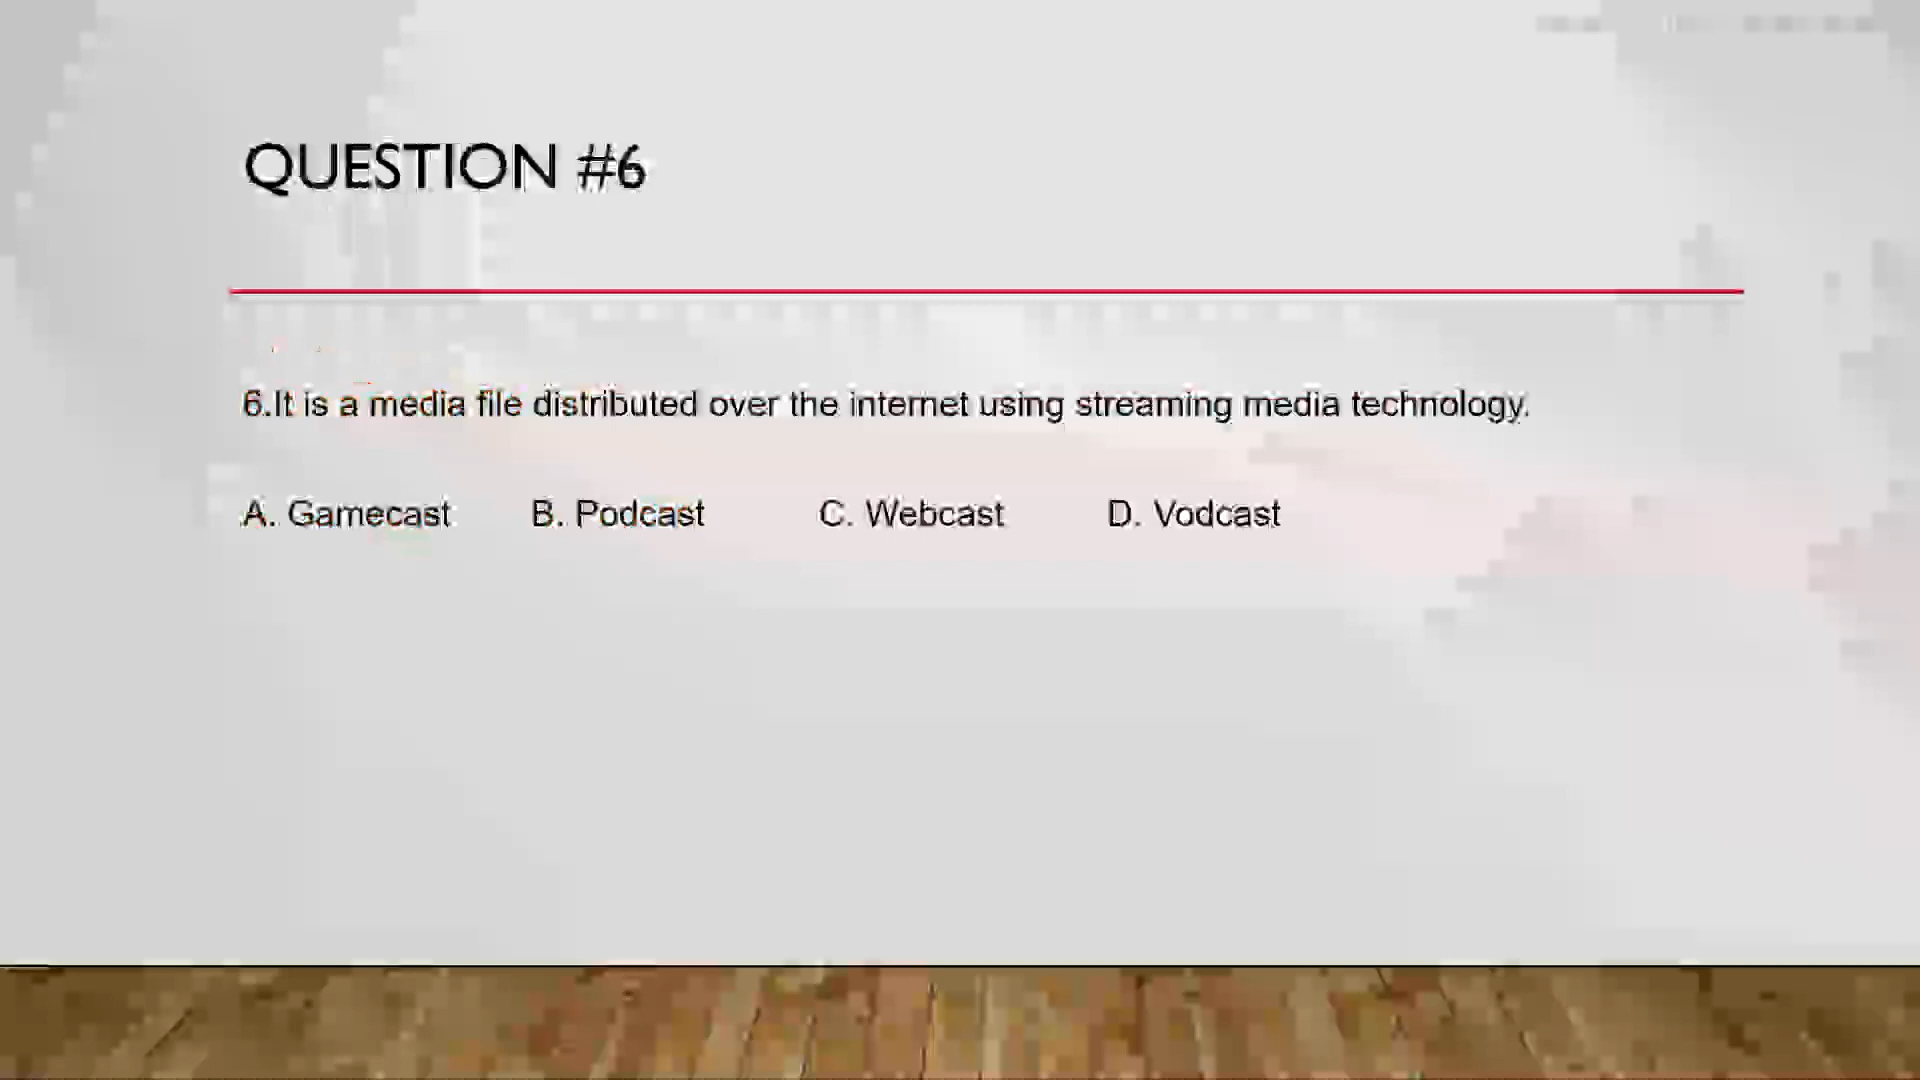 QUESTION #6
6.It is a media file distributed over the internet using streaming media technology.
A. Gamecast B. Podcast C. Webcast D. Vodcast